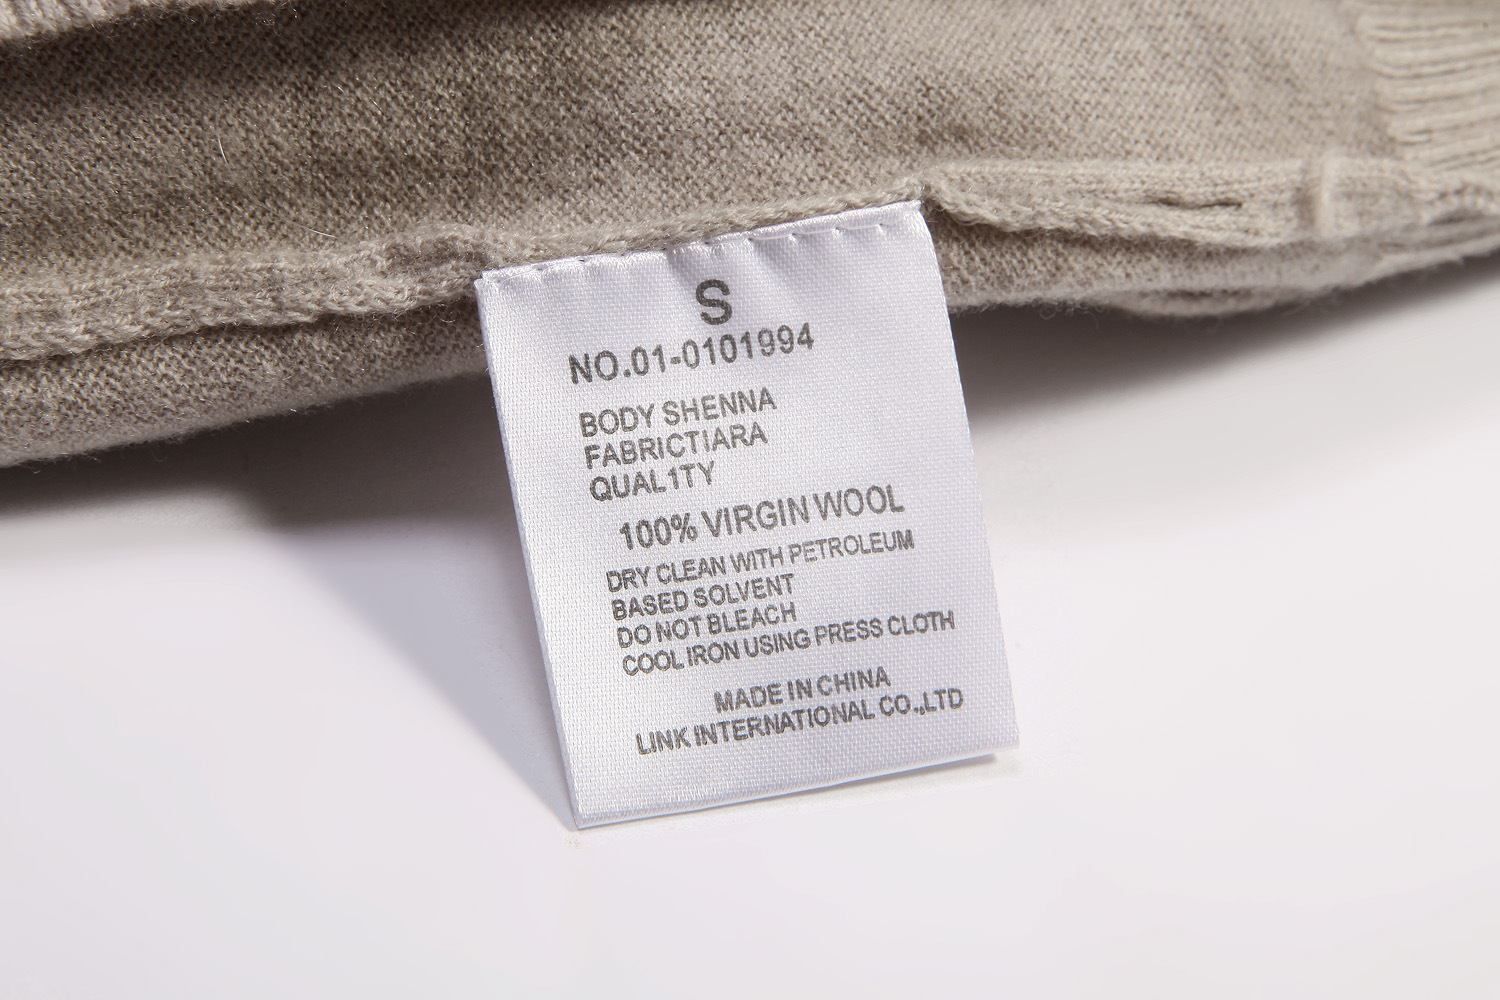 S
NO.01-0101994
BODY SHENNA
FABRICTIARA
QUAL1TY
100% VIRGIN WOOL
DRY CLEAN WITH PETROLEUM
BASED SOLVENT
DO NOT BLEACH
COOL IRON USING PRESS CLOTH
MADE IN CHINA
LINK INTERNATIONAL CO.,LTD